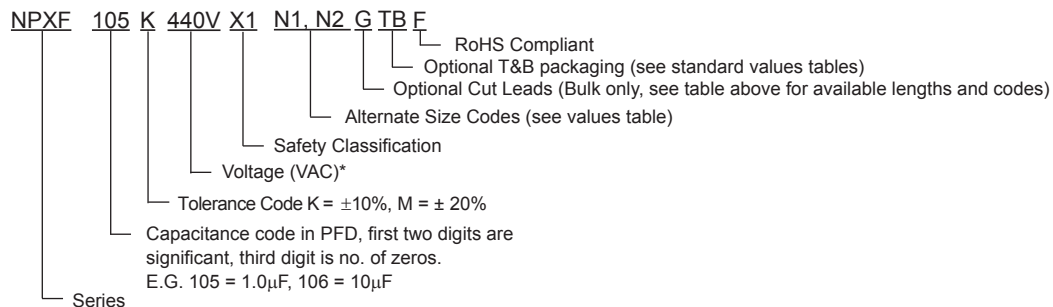 NPXF 105 K 440V X1 N1, N2 G TB F
RoHS Compliant
Optional T&B packaging (see standard values tables)
Optional Cut Leads (Bulk only, see table above for available lengths and codes)
Alternate Size Codes (see values table)
Safety Classification
Voltage (VAC)*
Tolerance Code K = ±10%, M = ± 20%
Capacitance code in PFD, first two digits are
significant, third digit is no. of zeros.
E.G. 105 = 1.0μF, 106 = 10μF
Series